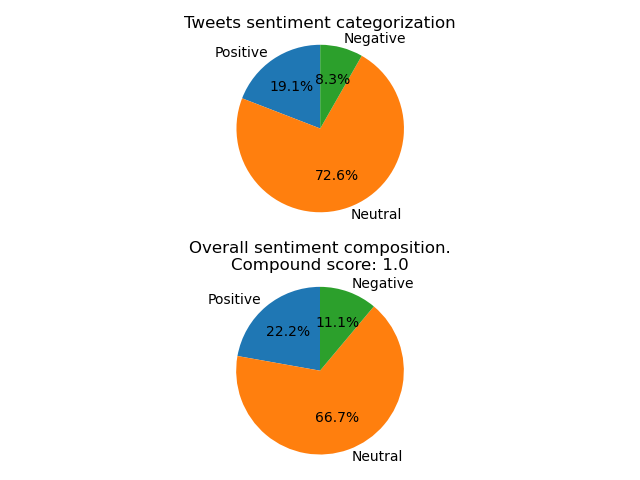 Tweets sentiment categorization
Negative
Positive
8.3%
19.1%
72.6%
Neutral
Overall sentiment composition.
Compound score: 1.0
Negative
Positive
11.1%
22.2%
66.7%
Neutral